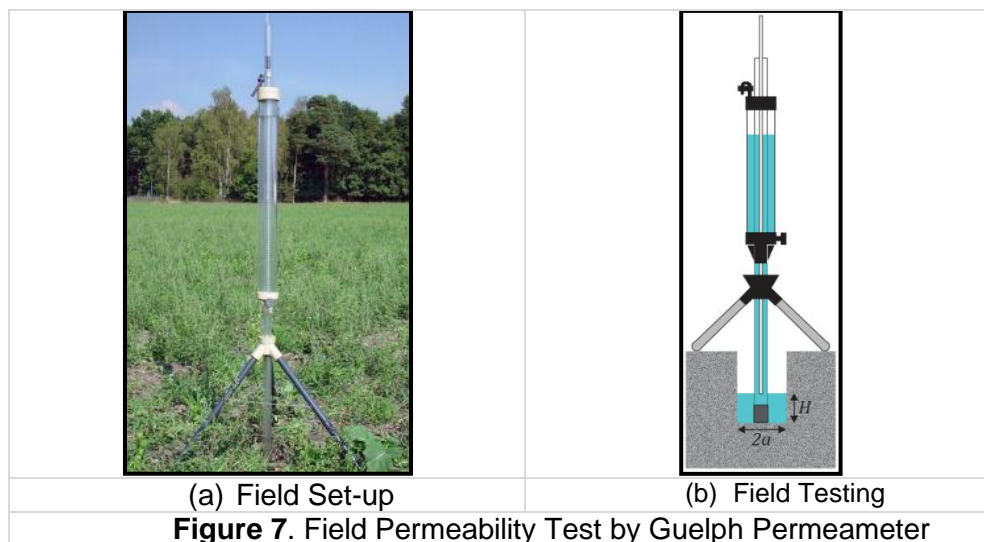 H
2a
(a) Field Set-up
(b) Field Testing
Figure 7. Field Permeability Test by Guelph Permeameter